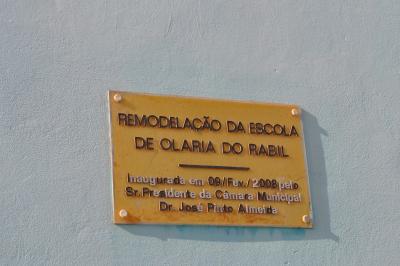 REMODELAÇÃO DA ESCOLA
DE OLARIA DO RABIL
Inaugurada em 09/Fev./2008 pelo
Sr. Presidente da Câmara Municipal
Dr. José Pinto Almeida